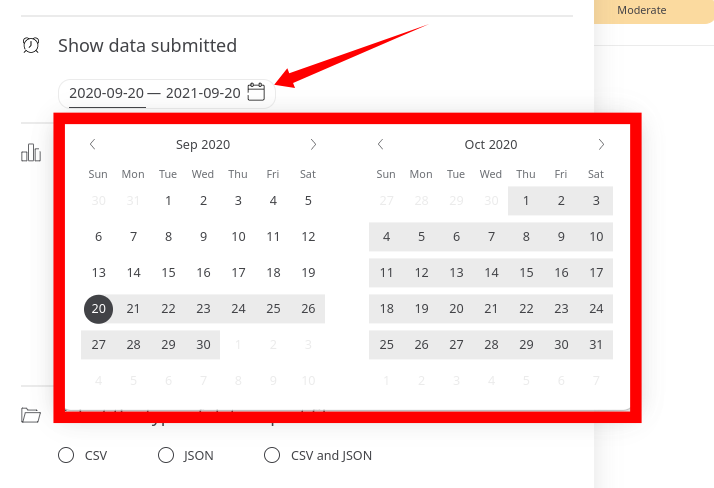 Moderate
Show data submitted
2020-09-20 — 2021-09-20
Sep 2020
Sun Mon Tue Wed Thu Fri Sat
30 31 1 2 3 4 5
6 7 8 9 10 11 12
13 14 15 16 17 18 19
20 21 22 23 24 25 26
27 28 29 30 1 2 3
4 5 6 7 8 9 10
Oct 2020
Sun Mon Tue Wed Thu Fri Sat
27 28 29 30 1 2 3
4 5 6 7 8 9 10
11 12 13 14 15 16 17
18 19 20 21 22 23 24
25 26 27 28 29 30 31
1 2 3 4 5 6 7
CSV JSON CSV and JSON